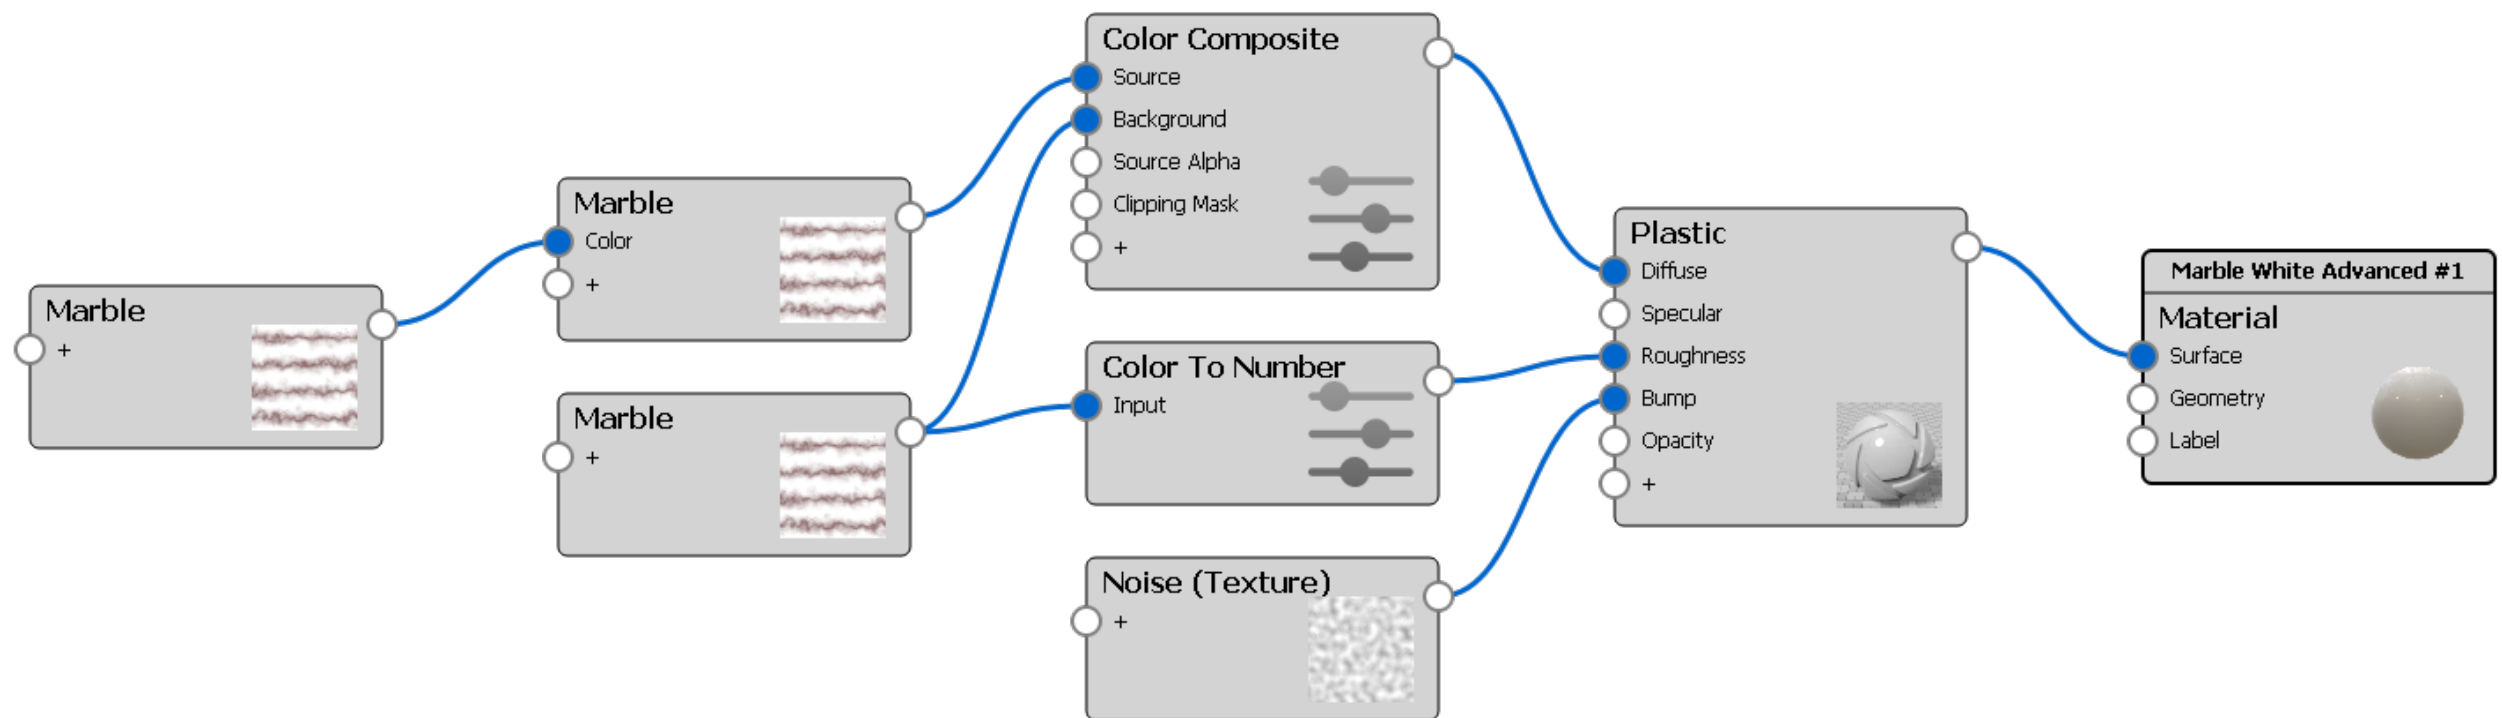 Marble
+
Marble
Color
+
Marble
+
Color Composite
Source
Background
Source Alpha
Clipping Mask
+
Color To Number
Input
Noise (Texture)
+
Plastic
Diffuse
Specular
Roughness
Bump
Opacity
+
Marble White Advanced #1
Material
Surface
Geometry
Label